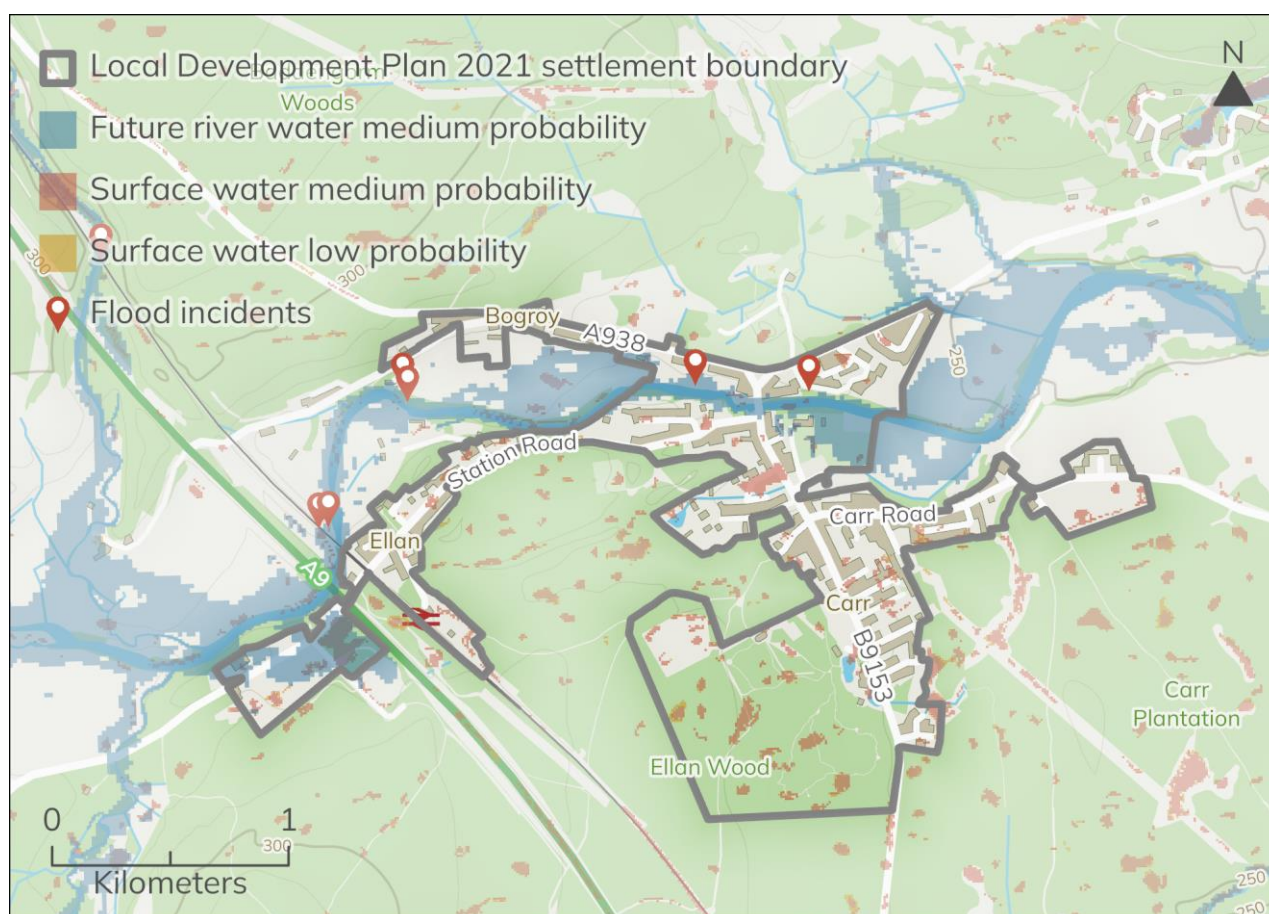 Local Development Plan 2021 settlement boundary
Woods
Future river water medium probability
Surface water medium probability
Surface water low probability
Flood incidents
N
300
300
Bogroy
A938
250
Station Road
Ellan
A9
Carr Road
Carr
B9153
Ellan Wood
Carr
Plantation
0 1
300
Kilometers
250
250